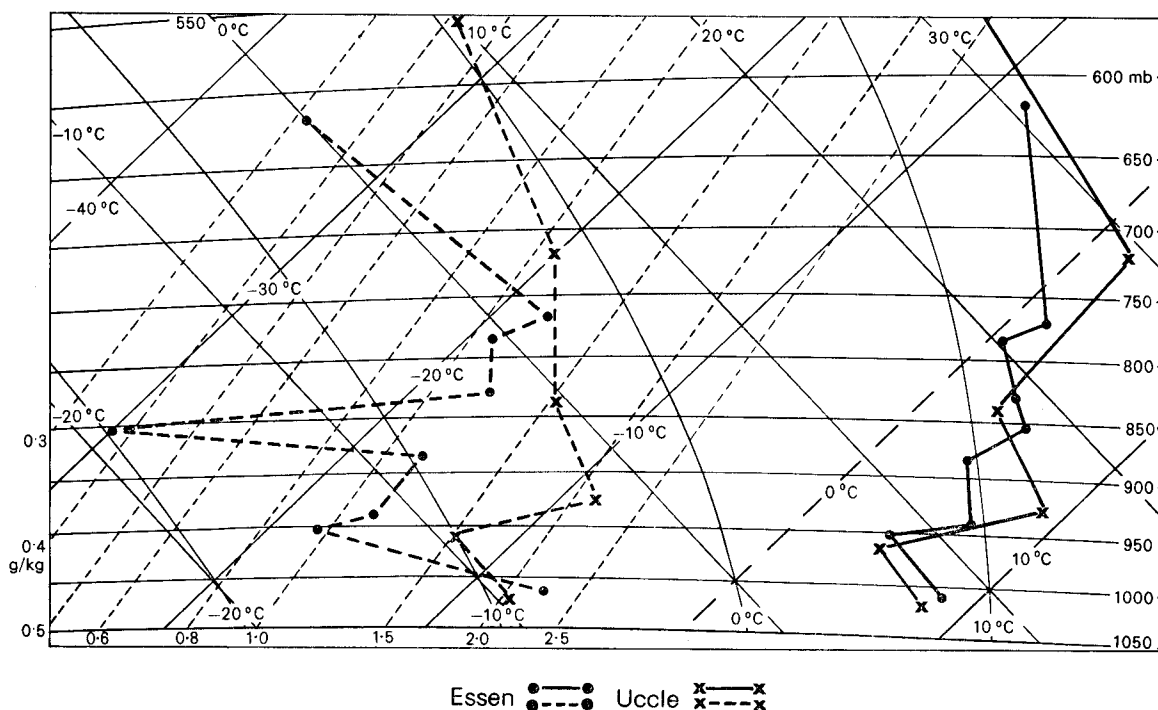 550 0°C 10°C 20°C 30°C
600 mb
-10°C
650
-40°C
700
-30°C
750
800
-20°C -20°C
0·3 850
-10°C
0°C 900
0·4 950
g/kg 10°C
-20°C -10°C 0°C 10°C 1000
0·5 0·6 0·8 1·0 1·5 2·0 2·5 1050
Essen Uccle